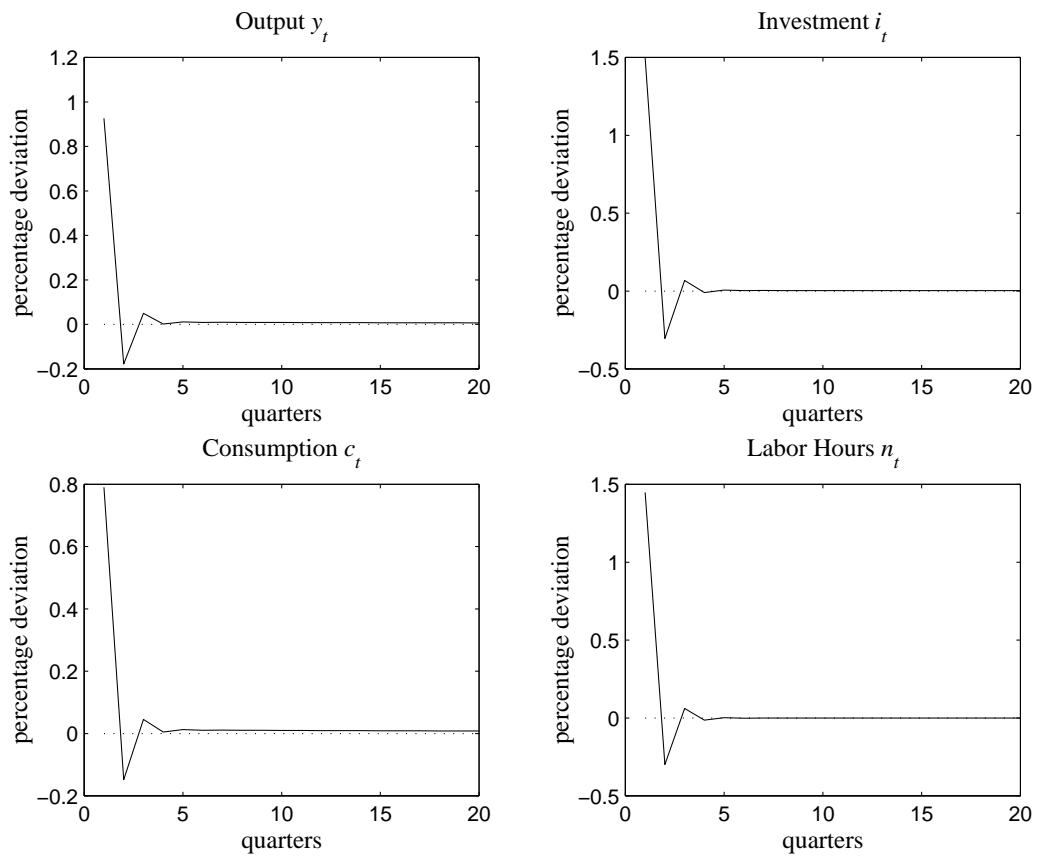 Output y_t
1.2
1
0.8
0.6
0.4
0.2
0
−0.2
percentage deviation
0 5 10 15 20
quarters
Investment i_t
1.5
1
0.5
0
−0.5
percentage deviation
0 5 10 15 20
quarters
Consumption c_t
0.8
0.6
0.4
0.2
0
−0.2
percentage deviation
0 5 10 15 20
quarters
Labor Hours n_t
1.5
1
0.5
0
−0.5
percentage deviation
0 5 10 15 20
quarters